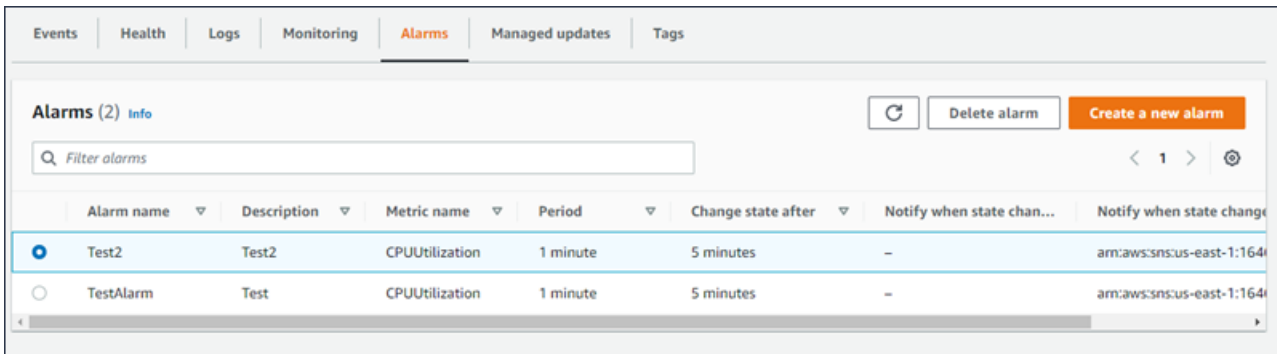 Events Health Logs Monitoring Alarms Managed updates Tags
Alarms (2) Info Delete alarm Create a new alarm
Filter alarms 1
Alarm name Description Metric name Period Change state after Notify when state chan... Notify when state change
Test2 Test2 CPUUtilization 1 minute 5 minutes – arn:aws:sns:us-east-1:164
TestAlarm Test CPUUtilization 1 minute 5 minutes – arn:aws:sns:us-east-1:164